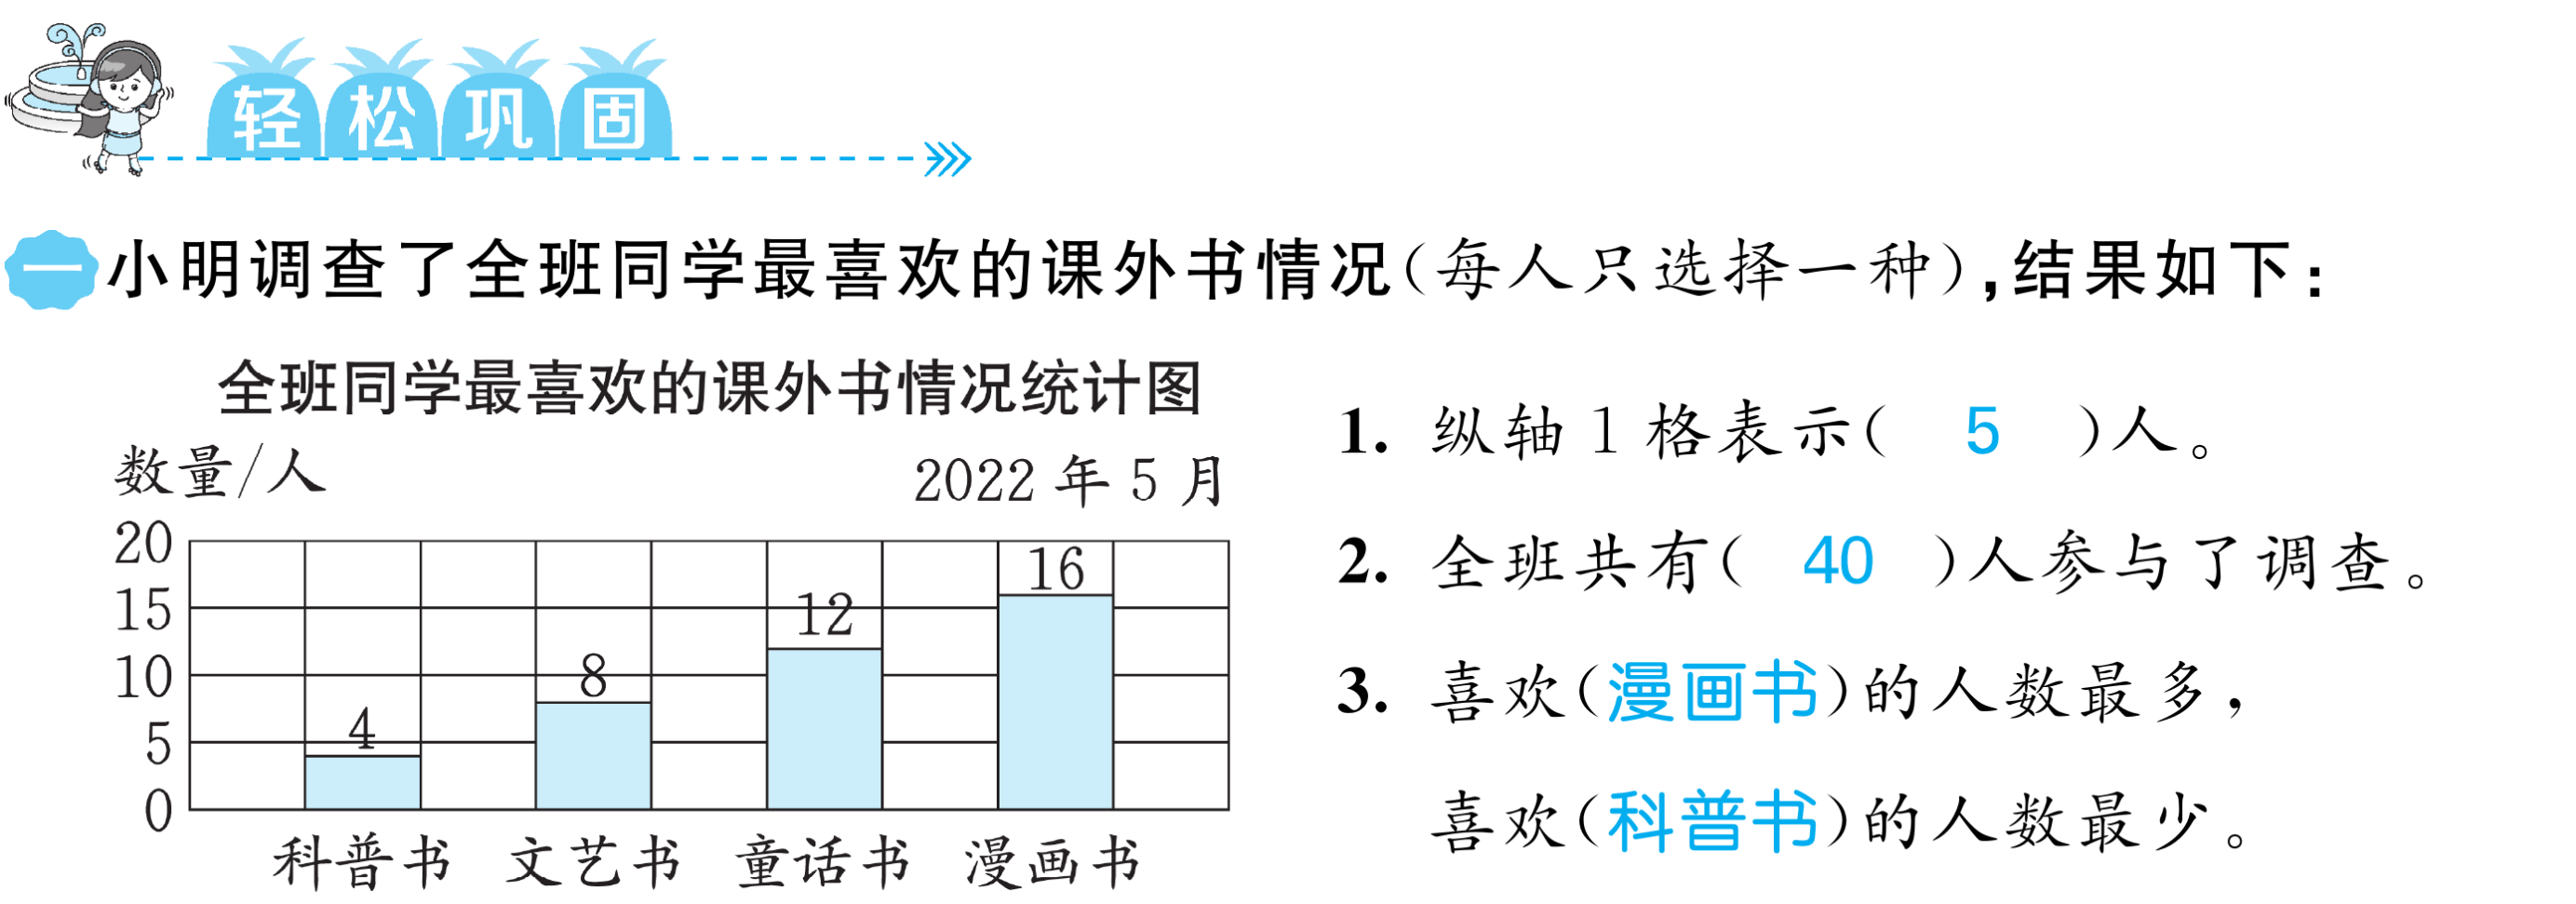 轻松巩固
一 小明调查了全班同学最喜欢的课外书情况(每人只选择一种),结果如下:
全班同学最喜欢的课外书情况统计图
数量/人
2022 年 5 月
20
15
10
5
0
4
8
12
16
科普书 文艺书 童话书 漫画书
1. 纵轴 1 格表示( 5 )人。
2. 全班共有( 40 )人参与了调查。
3. 喜欢(漫画书)的人数最多,
喜欢(科普书)的人数最少。